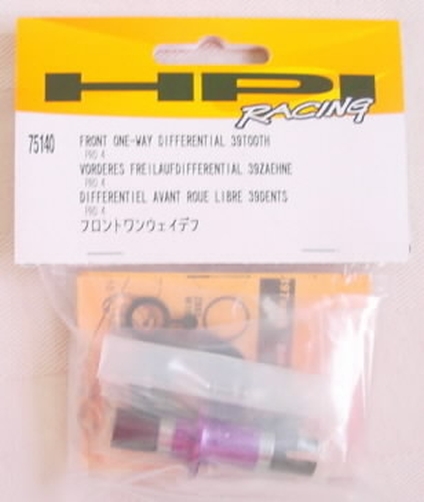 HPI
RACING
75140 FRONT ONE-WAY DIFFERENTIAL 39TOOTH
PRO 4
VORDERES FREILAUFDIFFERENTIAL 39ZAEHNE
PRO 4
DIFFERENTIEL AVANT ROUE LIBRE 39DENTS
PRO 4
フロントワンウェイデフ